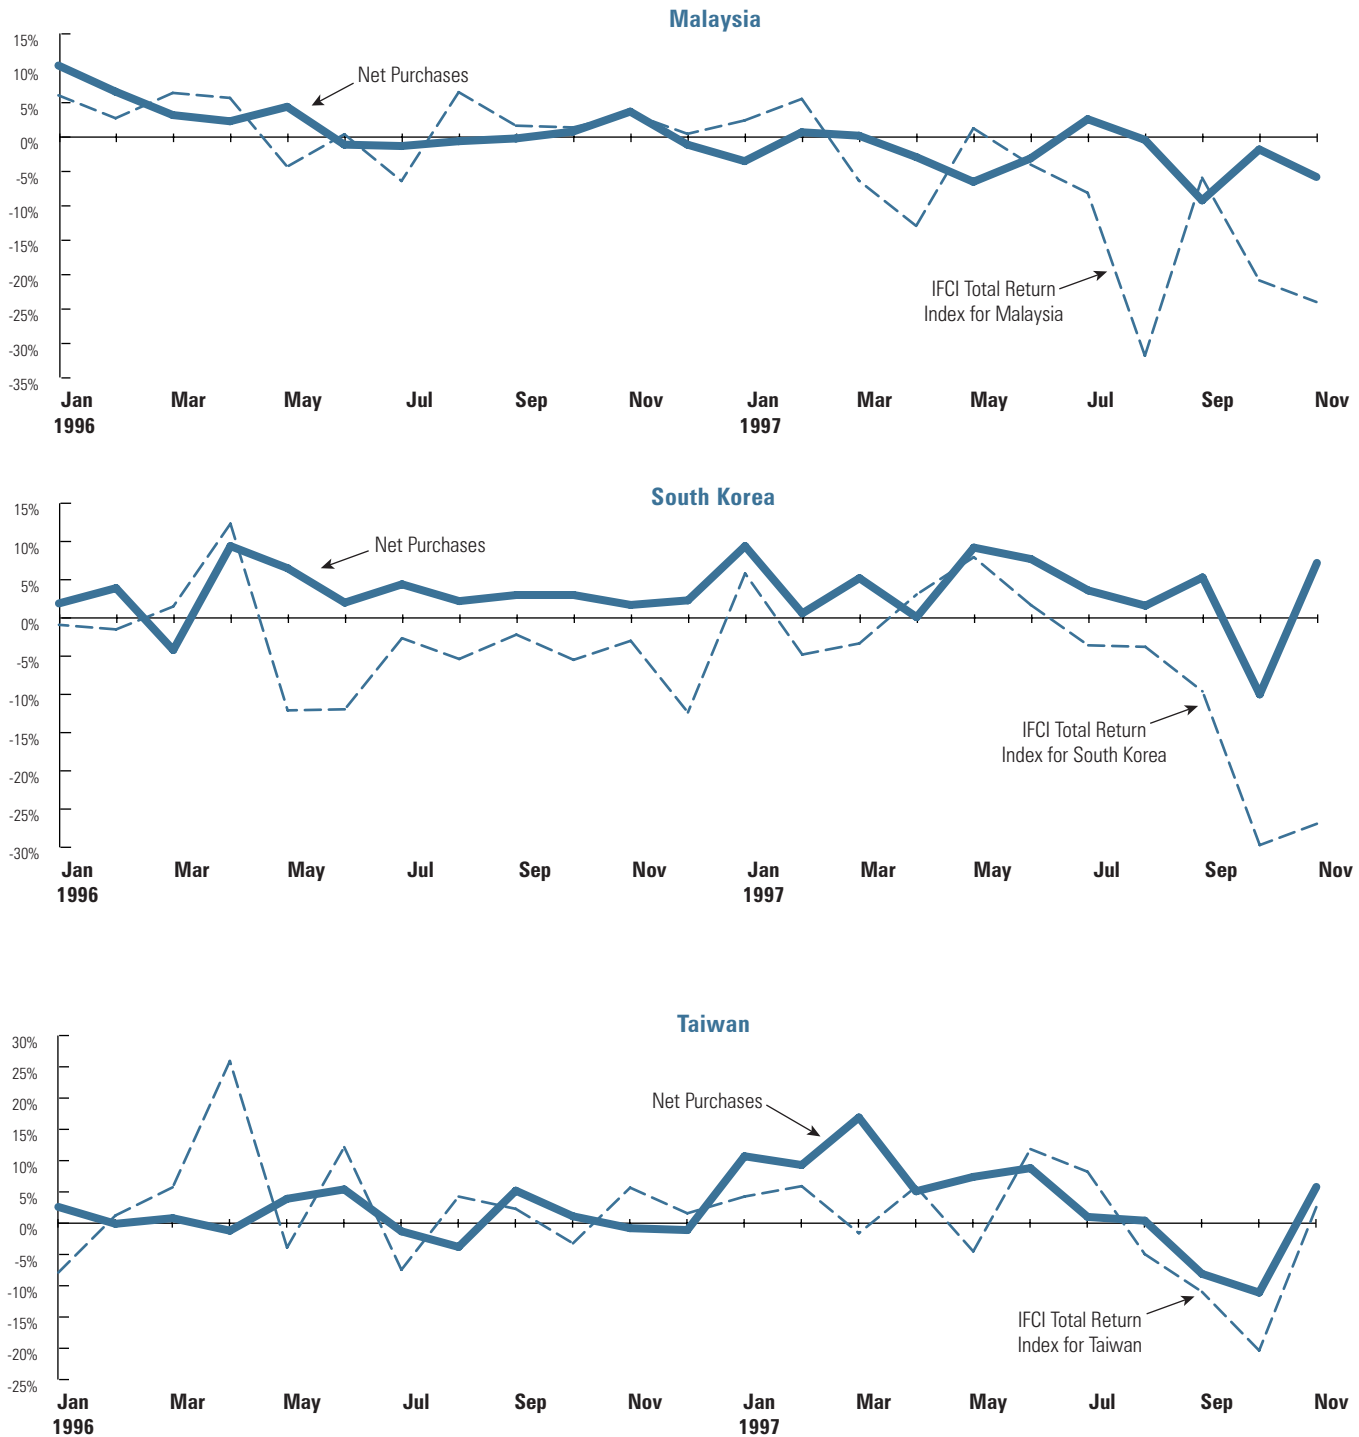 Malaysia
15%
10%
5%
0%
-5%
-10%
-15%
-20%
-25%
-30%
-35%
Net Purchases
IFCI Total Return
Index for Malaysia
Jan Mar May Jul Sep Nov Jan Mar May Jul Sep Nov
1996 1997
South Korea
15%
10%
5%
0%
-5%
-10%
-15%
-20%
-25%
-30%
Net Purchases
IFCI Total Return
Index for South Korea
Jan Mar May Jul Sep Nov Jan Mar May Jul Sep Nov
1996 1997
Taiwan
30%
25%
20%
15%
10%
5%
0%
-5%
-10%
-15%
-20%
-25%
Net Purchases
IFCI Total Return
Index for Taiwan
Jan Mar May Jul Sep Nov Jan Mar May Jul Sep Nov
1996 1997